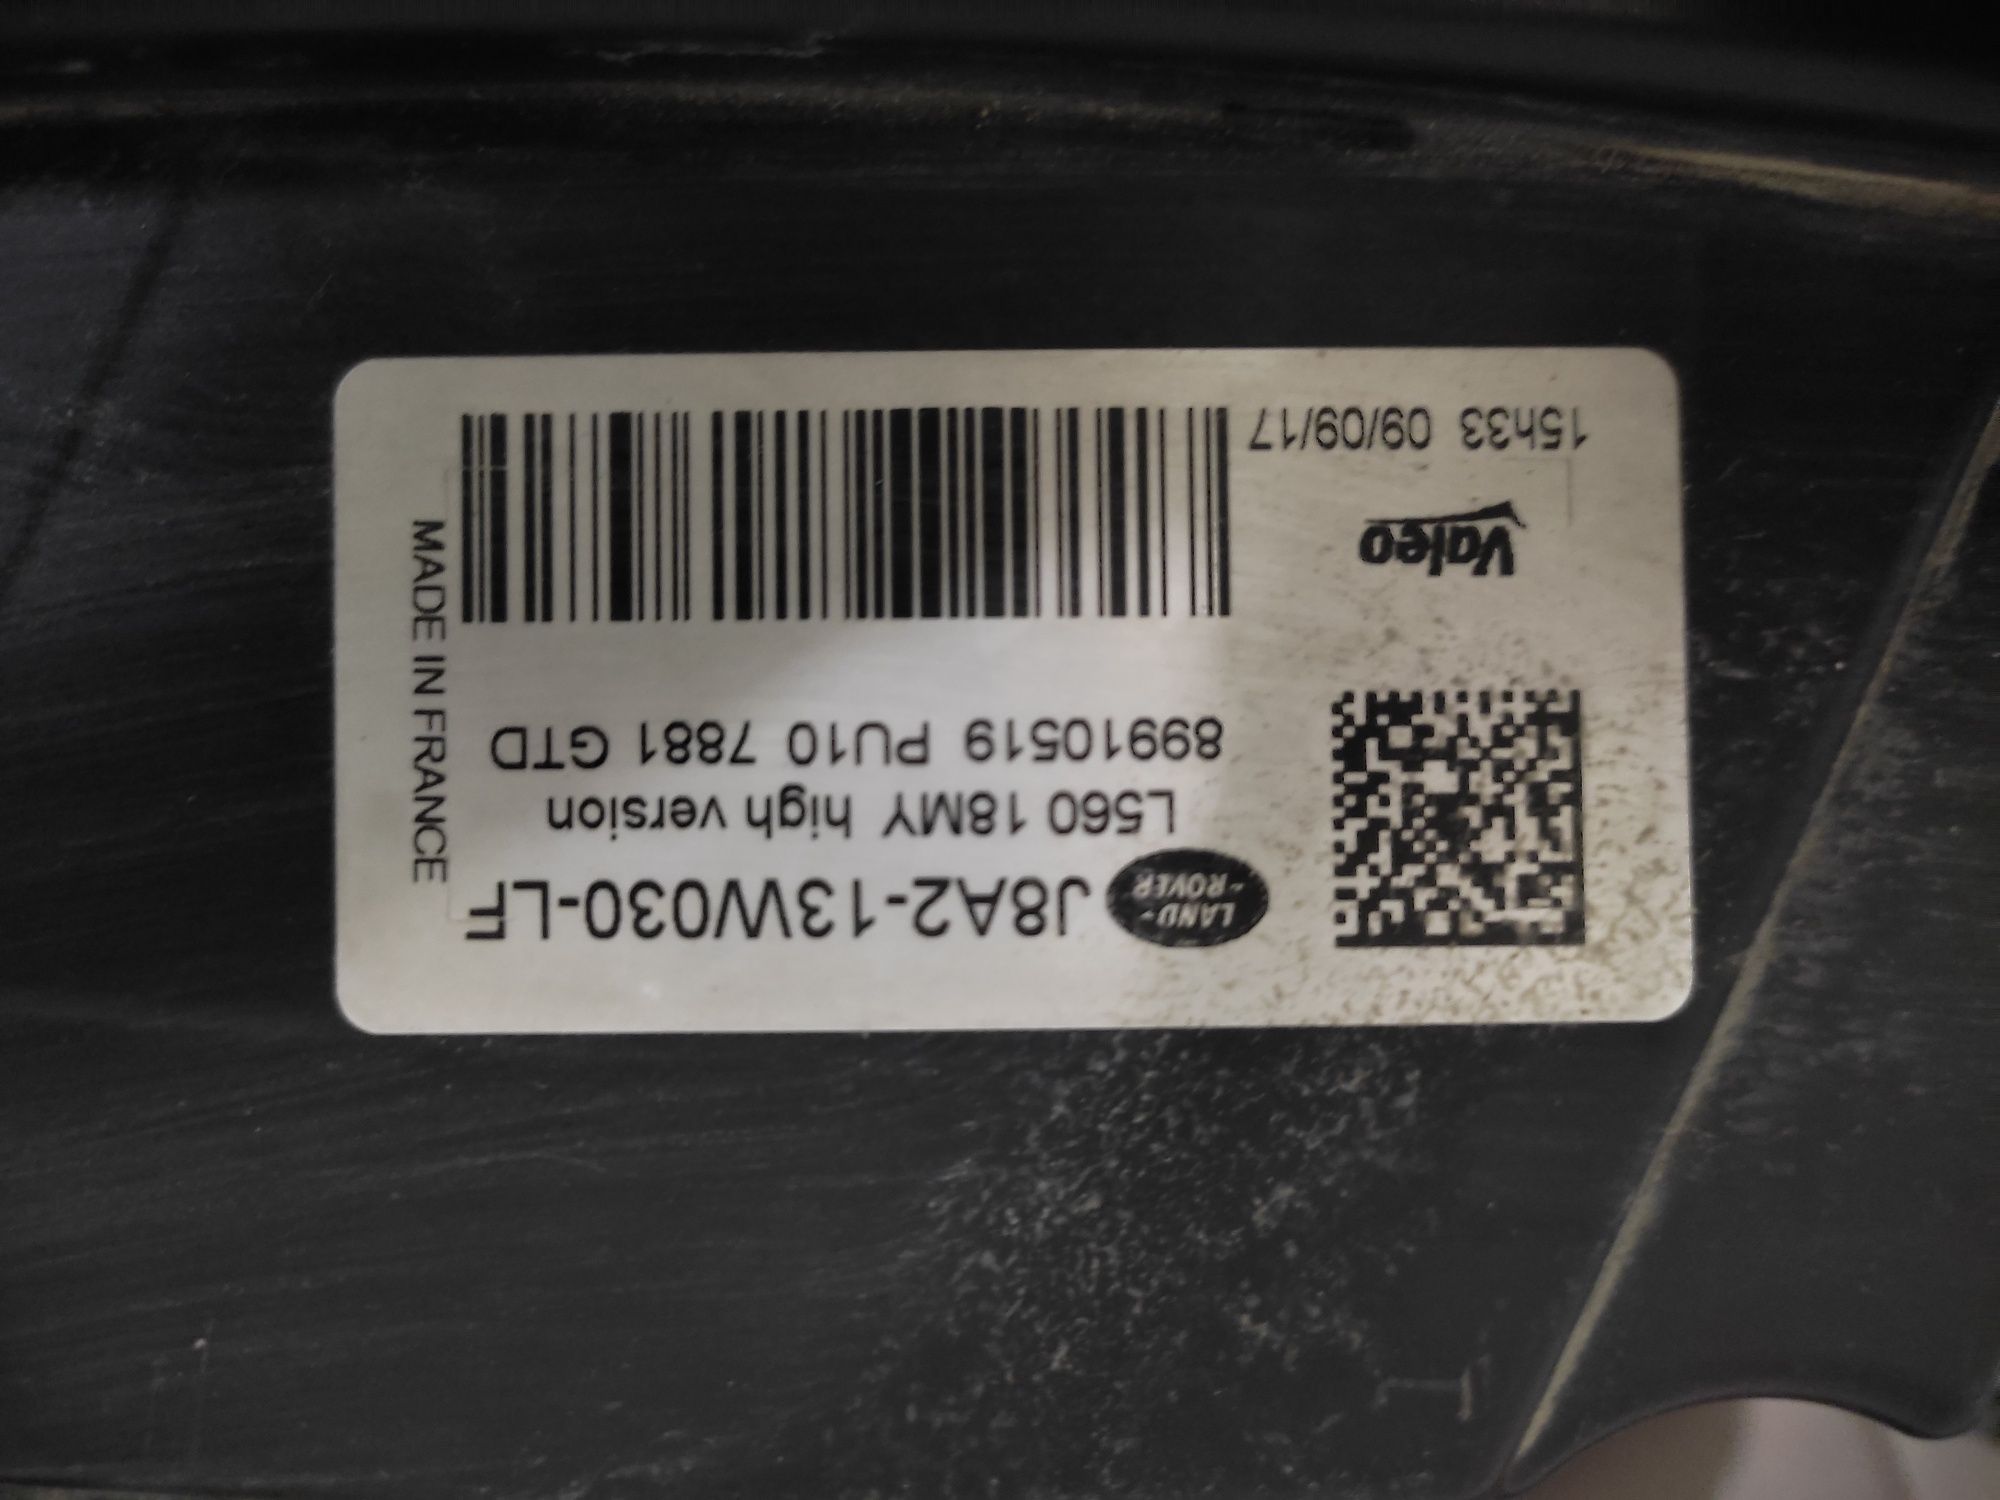 LAND-
-ROVER
J8A2-13W030-LF
L560 18MY high version
89910519 PU10 7881 GTD
Valeo
15h33 09/09/17
MADE IN FRANCE